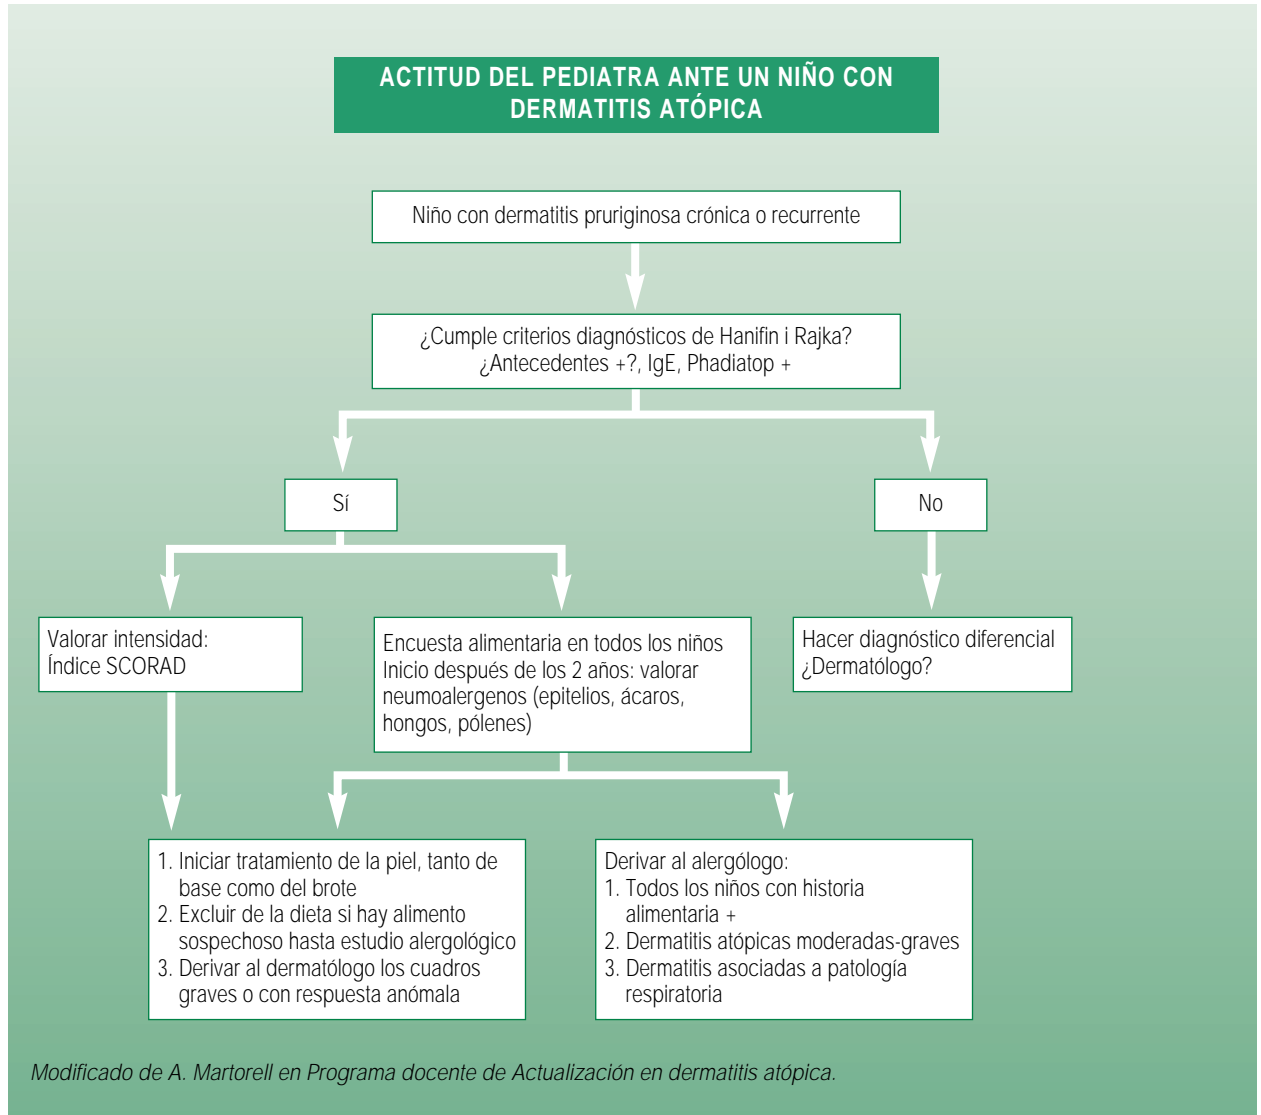 ACTITUD DEL PEDIATRA ANTE UN NIÑO CON
DERMATITIS ATÓPICA
Niño con dermatitis pruriginosa crónica o recurrente
¿Cumple criterios diagnósticos de Hanifin i Rajka?
¿Antecedentes +?, IgE, Phadiatop +
Sí
No
Valorar intensidad:
Índice SCORAD
Encuesta alimentaria en todos los niños
Inicio después de los 2 años: valorar
neumoalergenos (epitelios, ácaros,
hongos, pólenes)
Hacer diagnóstico diferencial
¿Dermatólogo?
1. Iniciar tratamiento de la piel, tanto de
base como del brote
2. Excluir de la dieta si hay alimento
sospechoso hasta estudio alergológico
3. Derivar al dermatólogo los cuadros
graves o con respuesta anómala
Derivar al alergólogo:
1. Todos los niños con historia
alimentaria +
2. Dermatitis atópicas moderadas-graves
3. Dermatitis asociadas a patología
respiratoria
Modificado de A. Martorell en Programa docente de Actualización en dermatitis atópica.